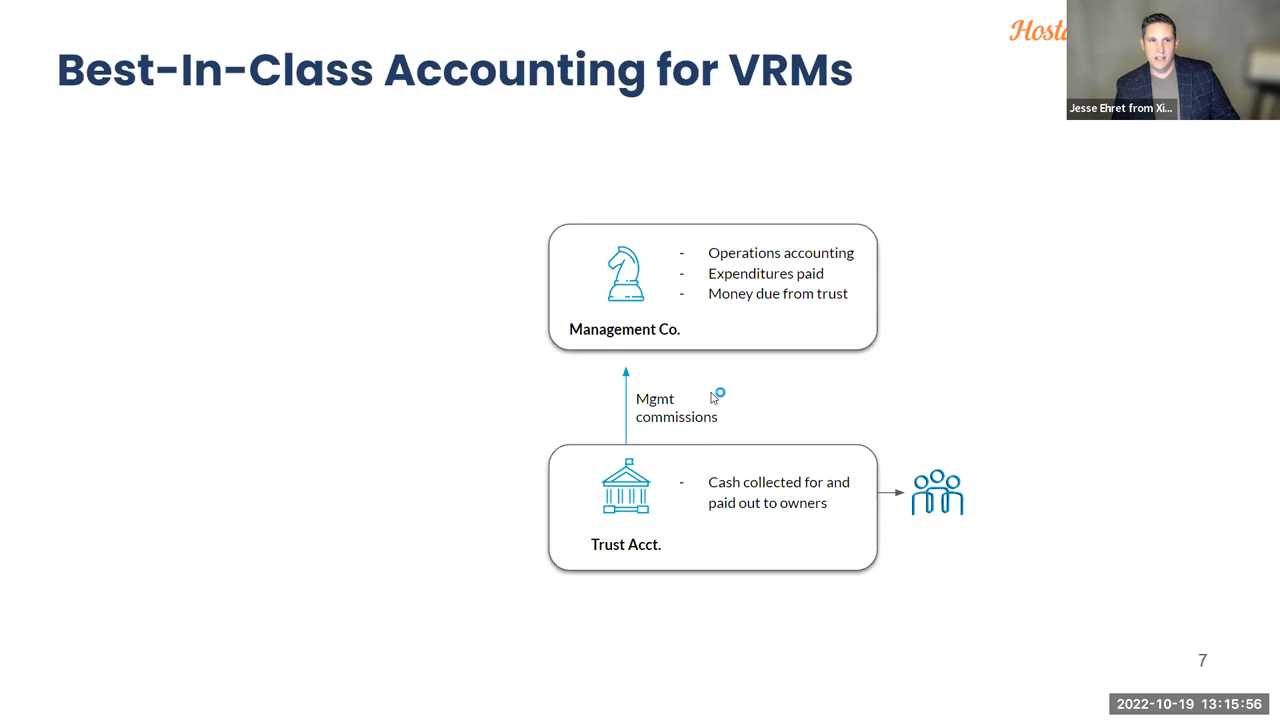 Best-In-Class Accounting for VRMs
Jesse Ehret from Xi...
- Operations accounting
- Expenditures paid
- Money due from trust
Management Co.
Mgmt
commissions
- Cash collected for and
paid out to owners
Trust Acct.
7
2022-10-19 13:15:56